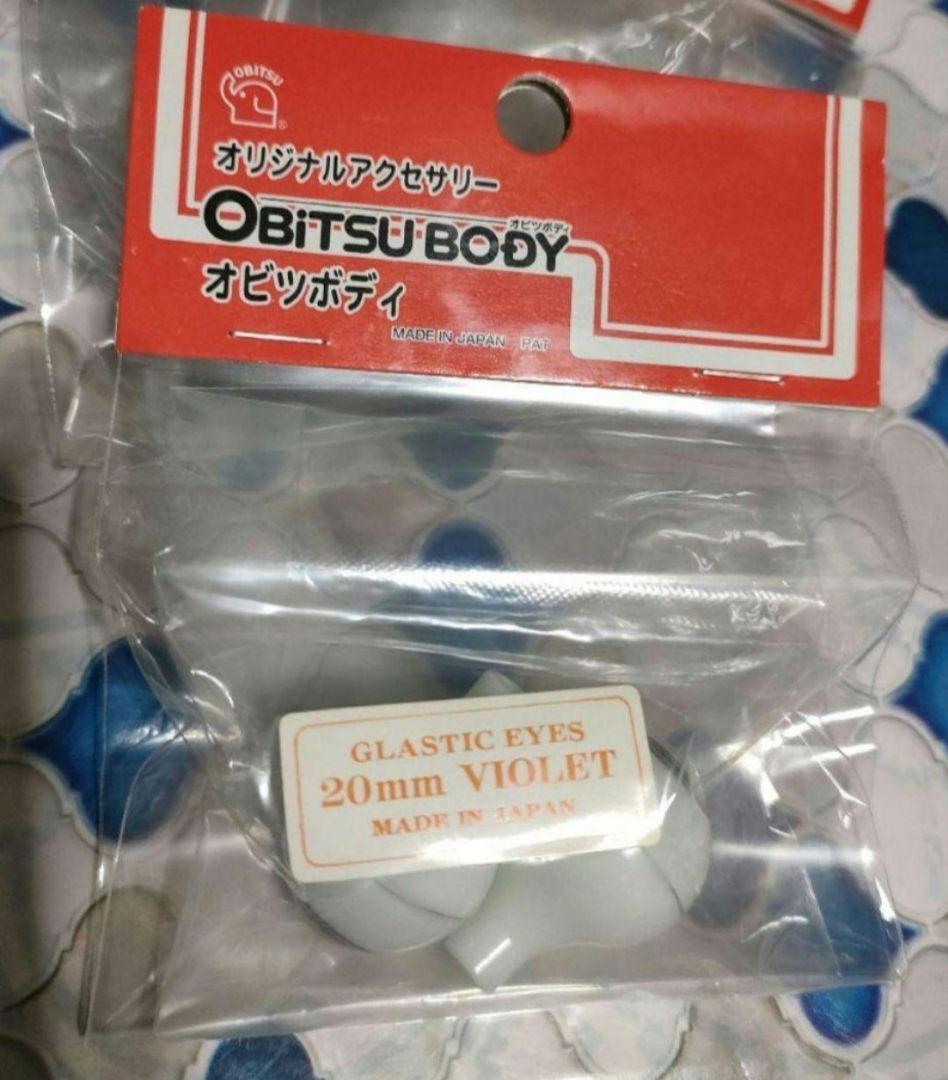 OBITSU
®
オリジナルアクセサリー
OBiTSU BODY
オビツボディ
オビツボディ
MADE IN JAPAN PAT
GLASTIC EYES
20mm VIOLET
MADE IN JAPAN